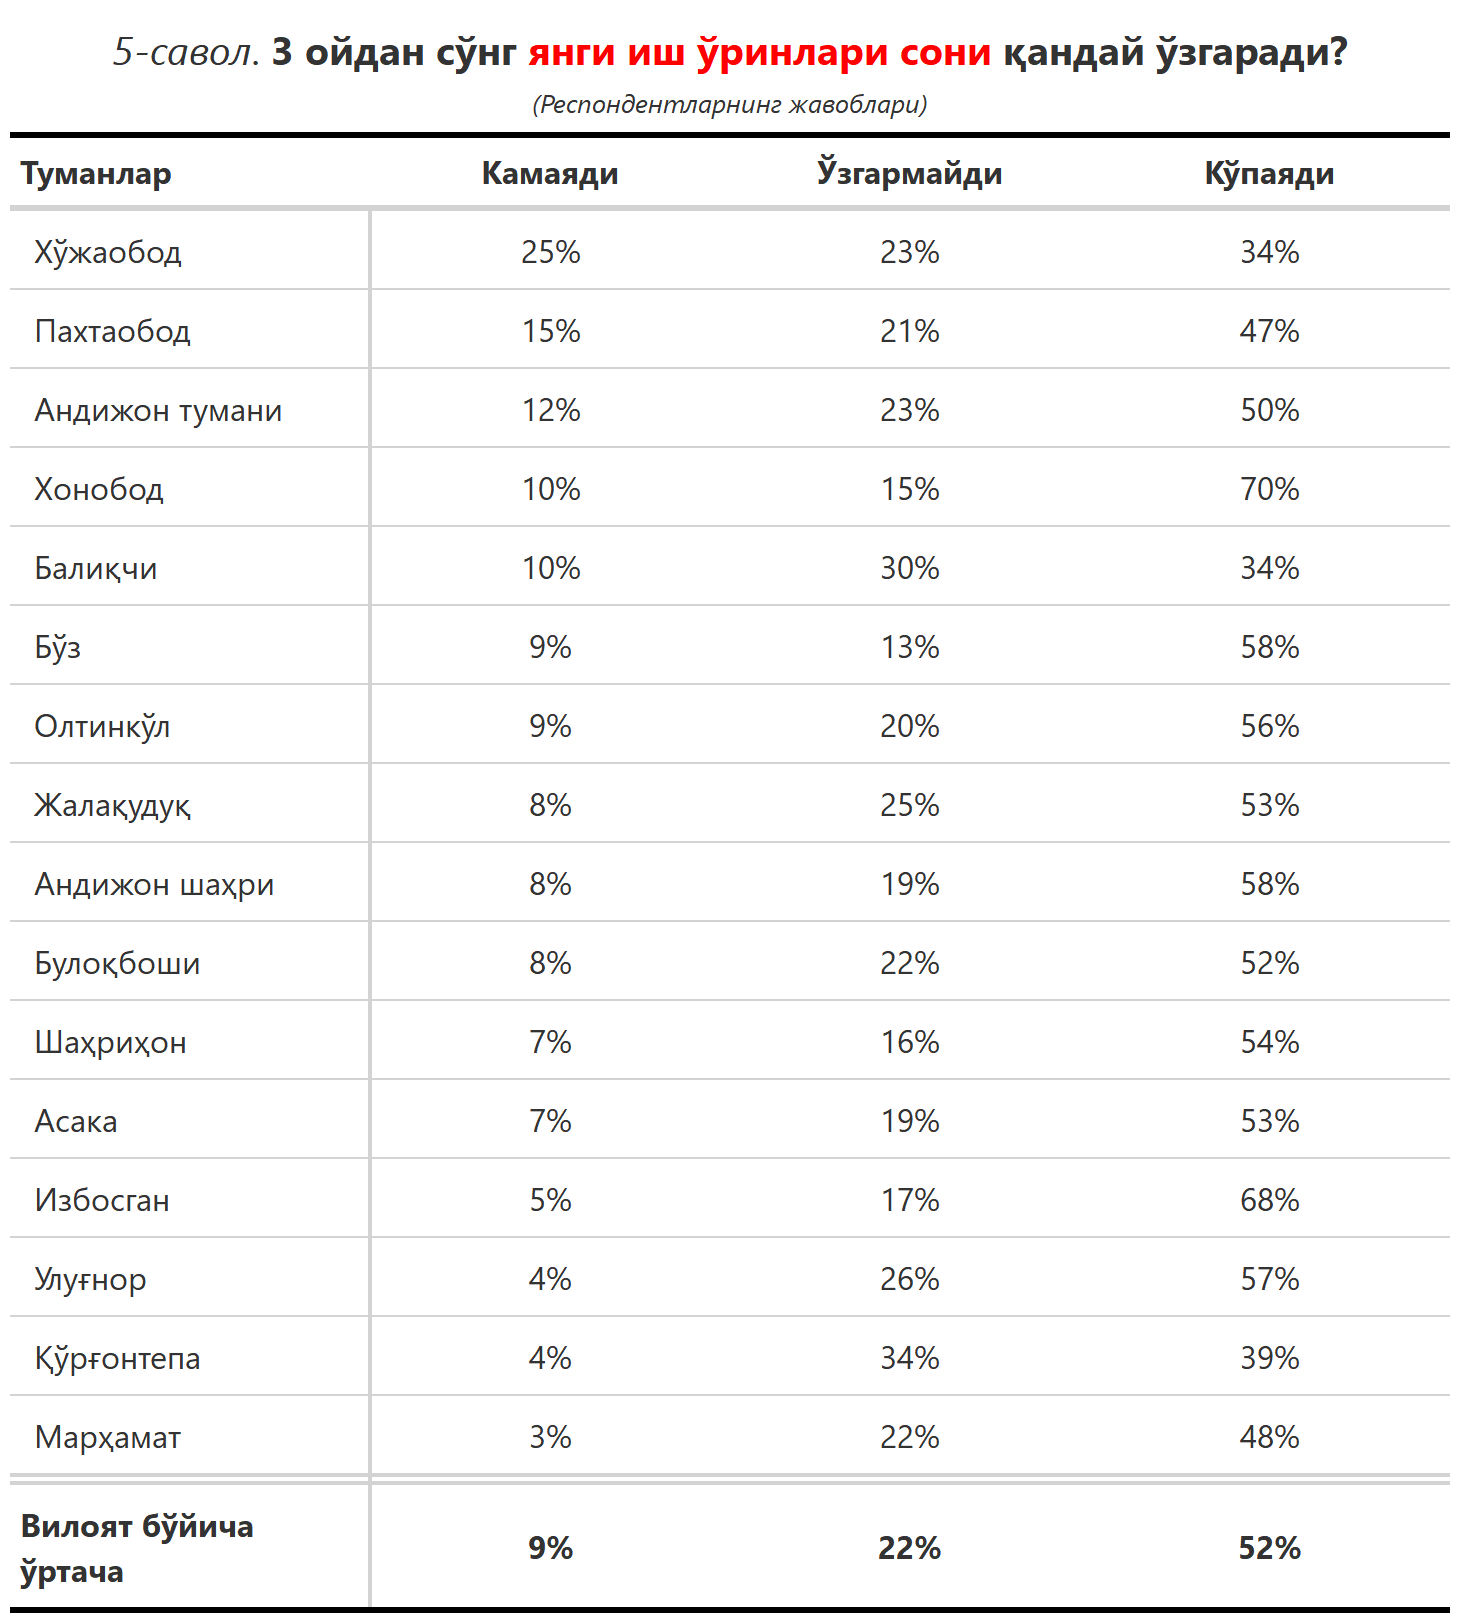 5-савол. 3 ойдан сўнг янги иш ўринлари сони қандай ўзгаради?
(Респондентларнинг жавоблари)
Туманлар Камаяди Ўзгармайди Кўпаяди
Хўжаобод 25% 23% 34%
Пахтаобод 15% 21% 47%
Андижон тумани 12% 23% 50%
Хонобод 10% 15% 70%
Балиқчи 10% 30% 34%
Бўз 9% 13% 58%
Олтинкўл 9% 20% 56%
Жалақудуқ 8% 25% 53%
Андижон шаҳри 8% 19% 58%
Булоқбоши 8% 22% 52%
Шаҳриҳон 7% 16% 54%
Асака 7% 19% 53%
Избосган 5% 17% 68%
Улуғнор 4% 26% 57%
Қўрғонтепа 4% 34% 39%
Марҳамат 3% 22% 48%
Вилоят бўйича
ўртача 9% 22% 52%